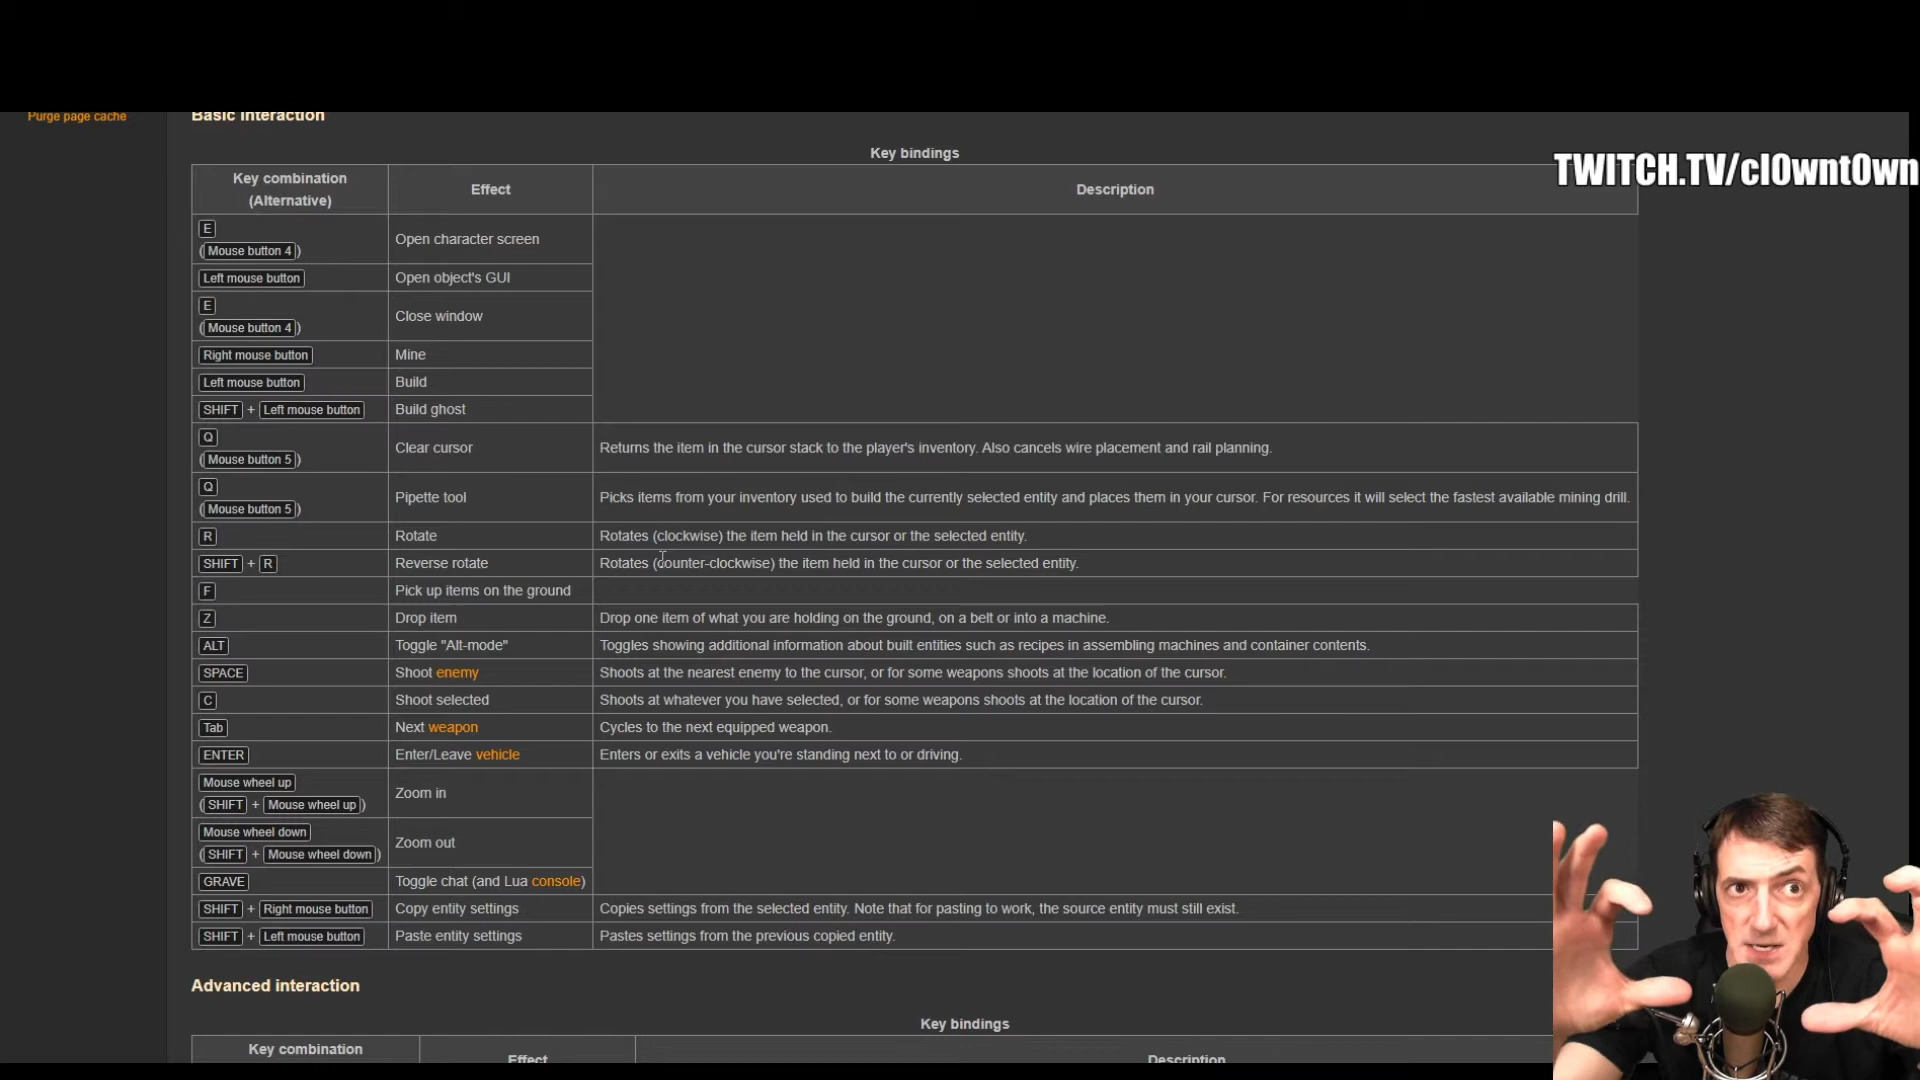 Purge page cache
Basic interaction
TWITCH.TV/cl0wnt0wn
Key bindings
Key combination
(Alternative)
Effect
Description
E
(Mouse button 4)
Open character screen
Left mouse button
Open object's GUI
E
(Mouse button 4)
Close window
Right mouse button
Mine
Left mouse button
Build
SHIFT + Left mouse button
Build ghost
Q
(Mouse button 5)
Clear cursor
Returns the item in the cursor stack to the player's inventory. Also cancels wire placement and rail planning.
Q
(Mouse button 5)
Pipette tool
Picks items from your inventory used to build the currently selected entity and places them in your cursor. For resources it will select the fastest available mining drill.
R
Rotate
Rotates (clockwise) the item held in the cursor or the selected entity.
SHIFT + R
Reverse rotate
Rotates (counter-clockwise) the item held in the cursor or the selected entity.
F
Pick up items on the ground
Z
Drop item
Drop one item of what you are holding on the ground, on a belt or into a machine.
ALT
Toggle "Alt-mode"
Toggles showing additional information about built entities such as recipes in assembling machines and container contents.
SPACE
Shoot enemy
Shoots at the nearest enemy to the cursor, or for some weapons shoots at the location of the cursor.
C
Shoot selected
Shoots at whatever you have selected, or for some weapons shoots at the location of the cursor.
Tab
Next weapon
Cycles to the next equipped weapon.
ENTER
Enter/Leave vehicle
Enters or exits a vehicle you're standing next to or driving.
Mouse wheel up
(SHIFT + Mouse wheel up)
Zoom in
Mouse wheel down
(SHIFT + Mouse wheel down)
Zoom out
GRAVE
Toggle chat (and Lua console)
SHIFT + Right mouse button
Copy entity settings
Copies settings from the selected entity. Note that for pasting to work, the source entity must still exist.
SHIFT + Left mouse button
Paste entity settings
Pastes settings from the previous copied entity.
Advanced interaction
Key bindings
Key combination
Effect
Description